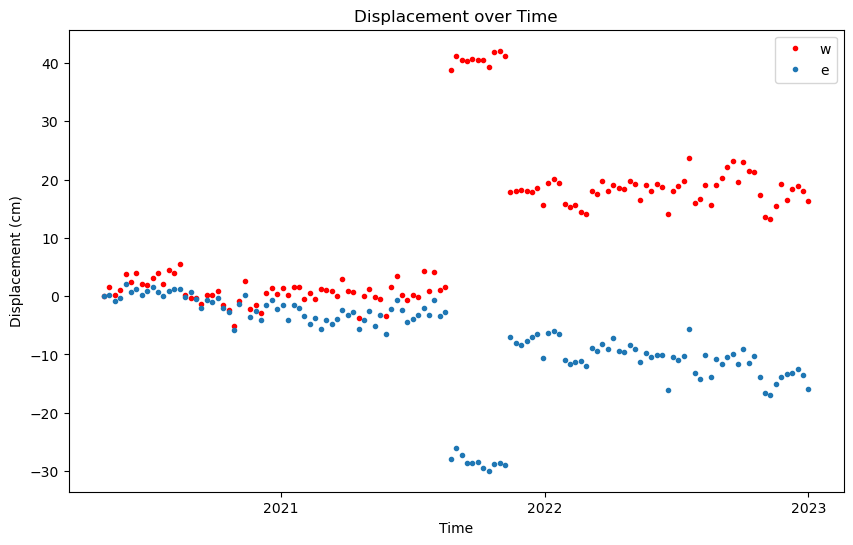 Displacement over Time
w
e
Displacement (cm)
40
30
20
10
0
−10
−20
−30
2021
2022
2023
Time